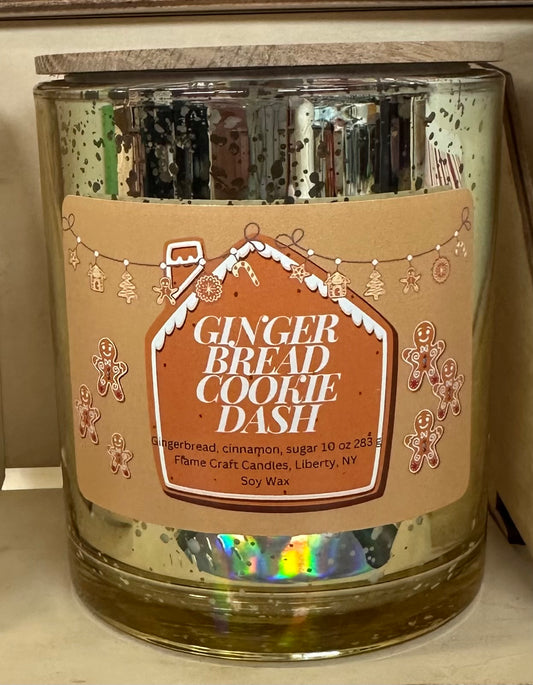 GINGER
BREAD
COOKIE
DASH
Gingerbread, cinnamon, sugar 10 oz 283 g
Flame Craft Candles, Liberty, NY
Soy Wax